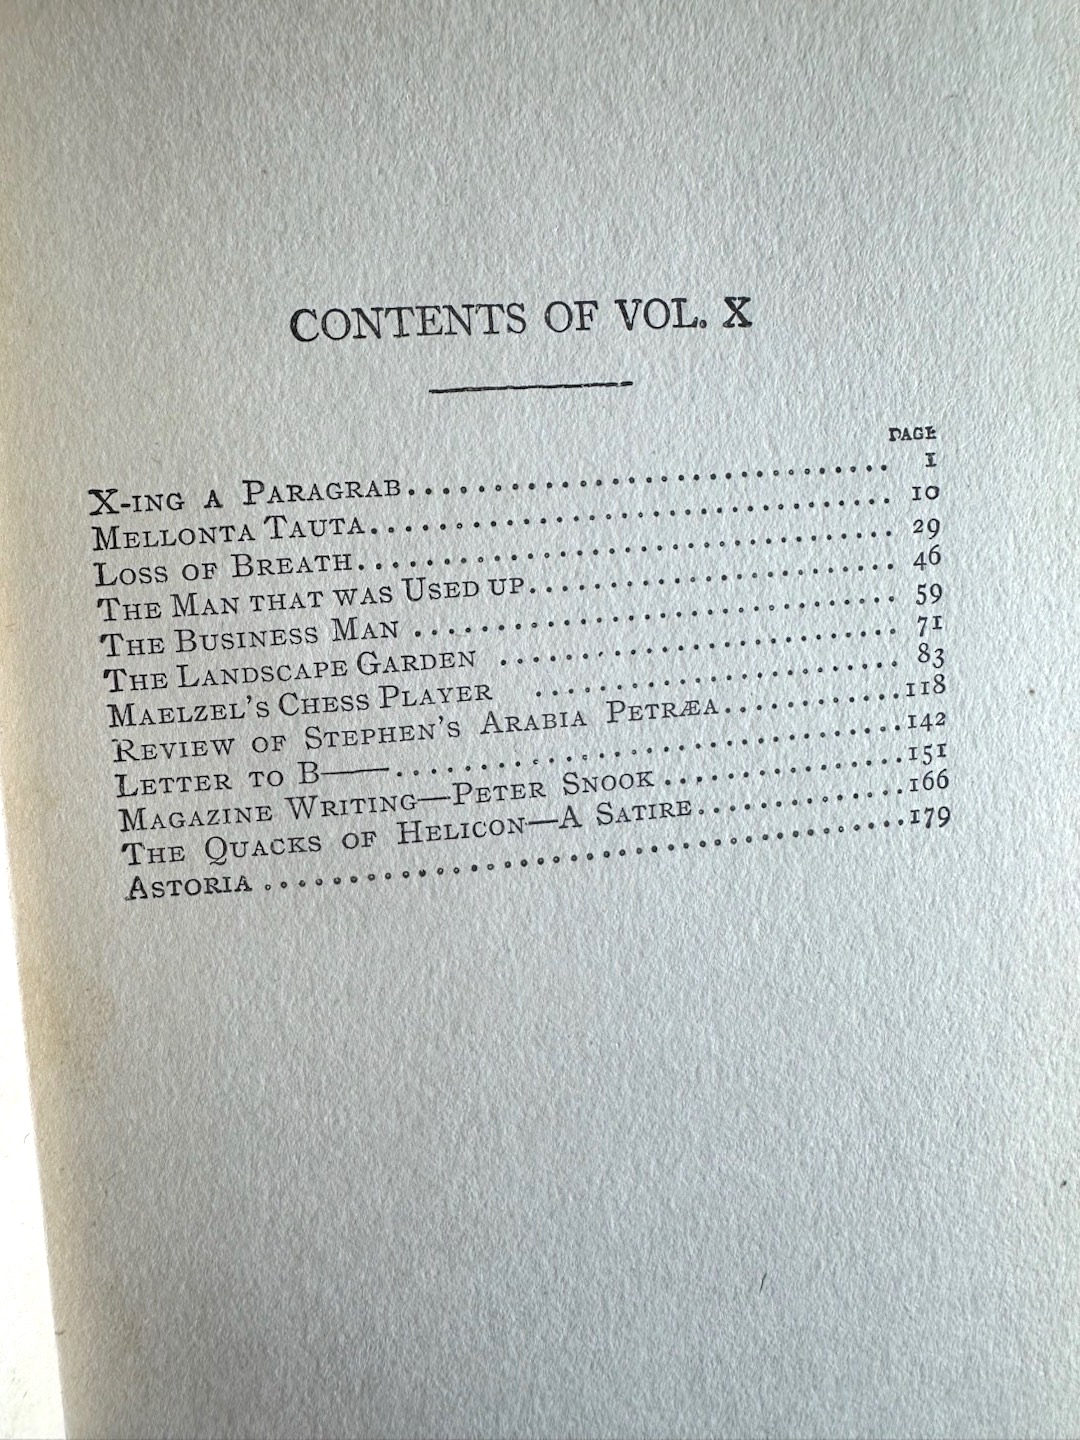 CONTENTS OF VOL. X
PAGE
X-ING A PARAGRAB........................... 1
MELLONTA TAUTA............................. 10
LOSS OF BREATH............................. 29
THE MAN THAT WAS USED UP................... 46
THE BUSINESS MAN .......................... 59
THE LANDSCAPE GARDEN ...................... 71
MAELZEL'S CHESS PLAYER .................... 83
REVIEW OF STEPHEN'S ARABIA PETRÆA...........118
LETTER TO B——..............................142
MAGAZINE WRITING—PETER SNOOK ..............151
THE QUACKS OF HELICON—A SATIRE.............166
ASTORIA ...................................179